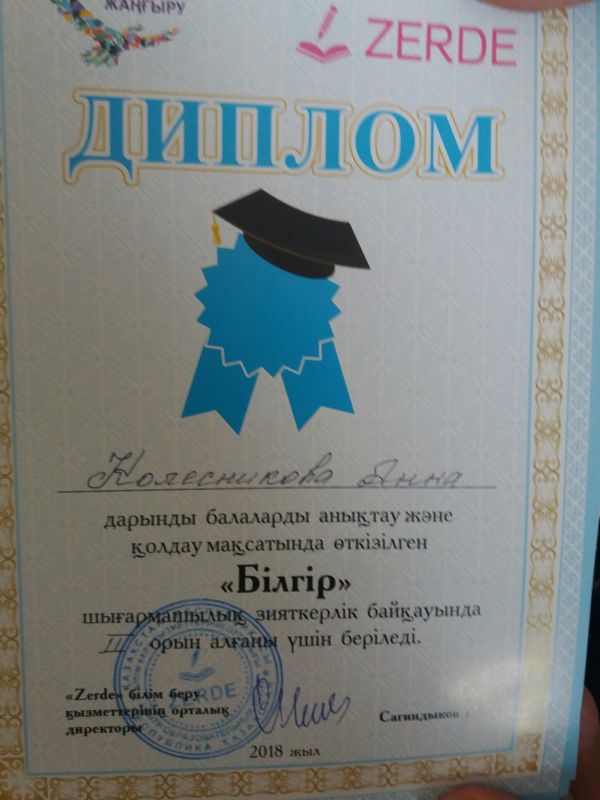 ЖАҢҒЫРУ
ZERDE
ДИПЛОМ
Колесникова Анна
дарынды балаларды анықтау және
қолдау мақсатында өткізілген
«Білгір»
шығармашылық зияткерлік байқауында
орын алғаны үшін беріледі.
ZERDE
«Zerde» білім беру
қызметтерінің орталық
директоры
Сагиндыков
2018 жыл